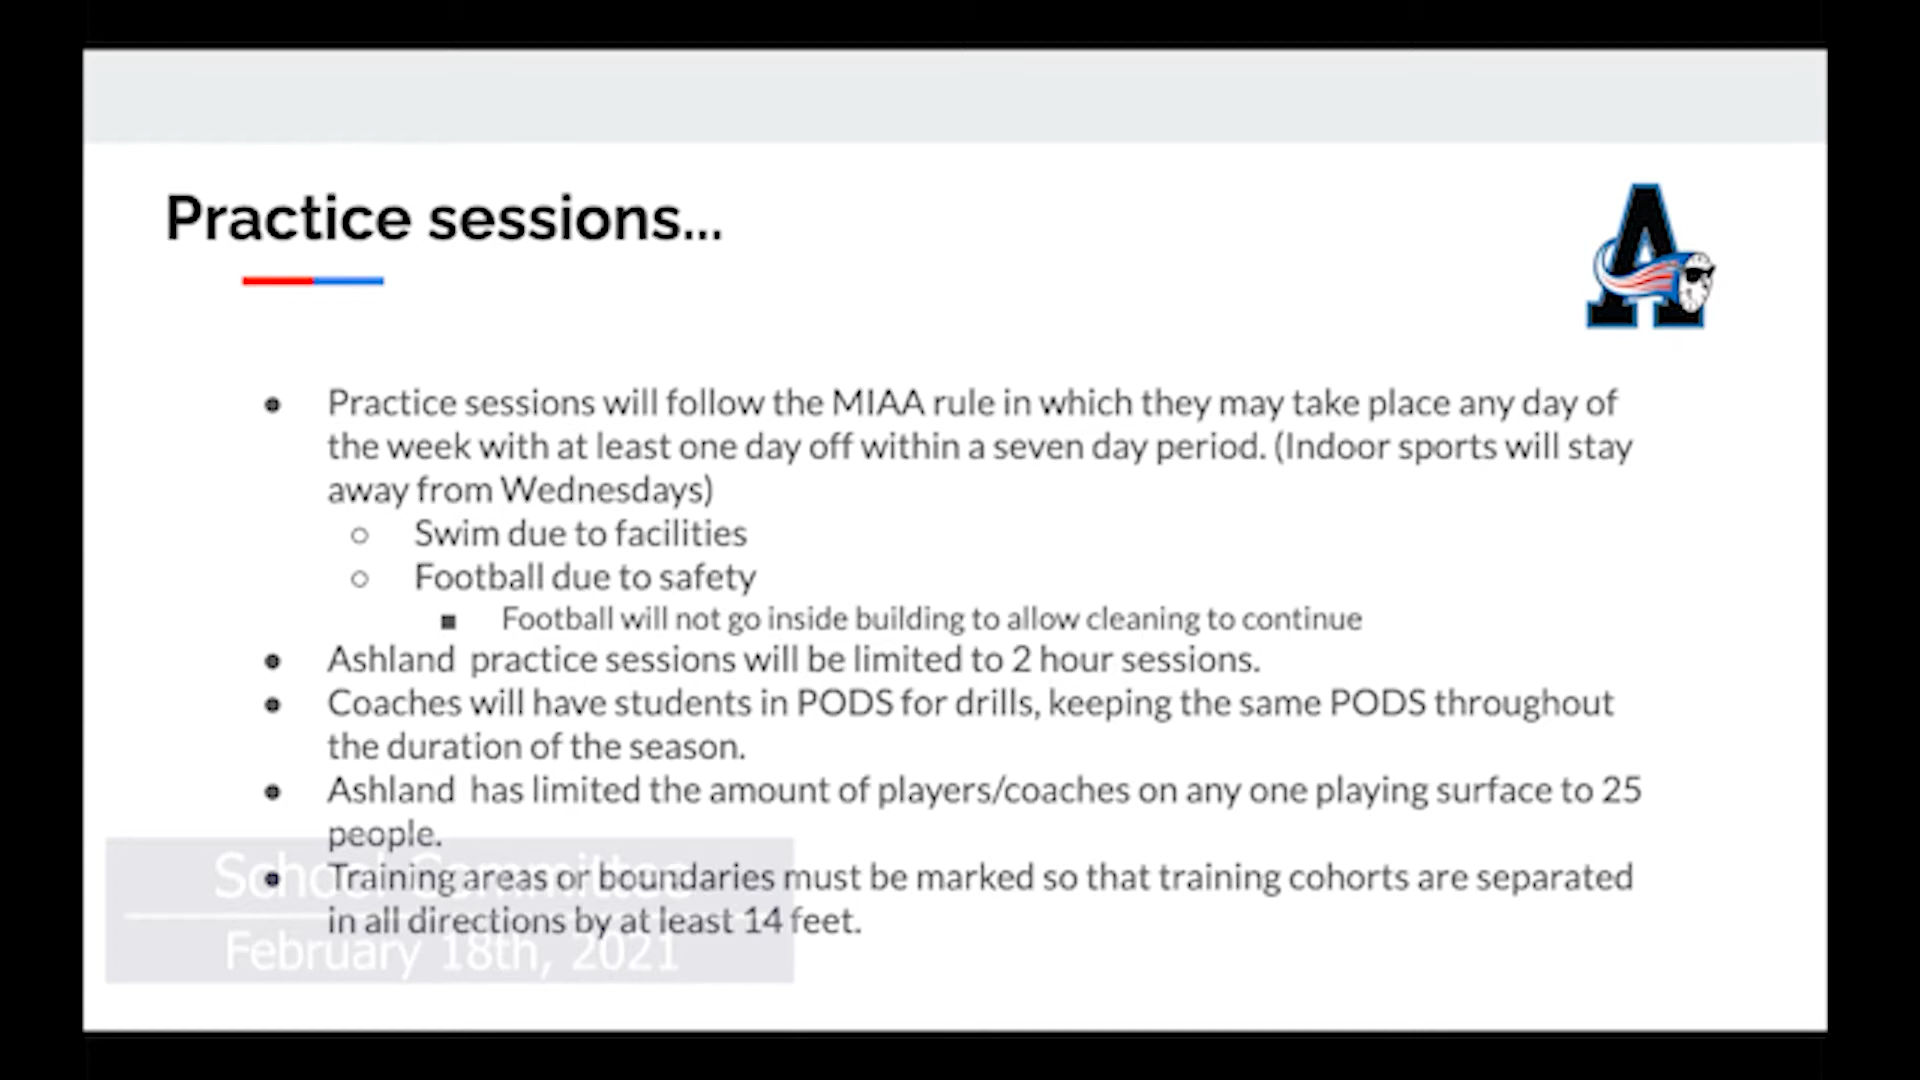 Practice sessions...
A
● Practice sessions will follow the MIAA rule in which they may take place any day of
the week with at least one day off within a seven day period. (Indoor sports will stay
away from Wednesdays)
○ Swim due to facilities
○ Football due to safety
■ Football will not go inside building to allow cleaning to continue
● Ashland practice sessions will be limited to 2 hour sessions.
● Coaches will have students in PODS for drills, keeping the same PODS throughout
the duration of the season.
● Ashland has limited the amount of players/coaches on any one playing surface to 25
people.
● Training areas or boundaries must be marked so that training cohorts are separated
in all directions by at least 14 feet.
School Committee
February 18th, 2021